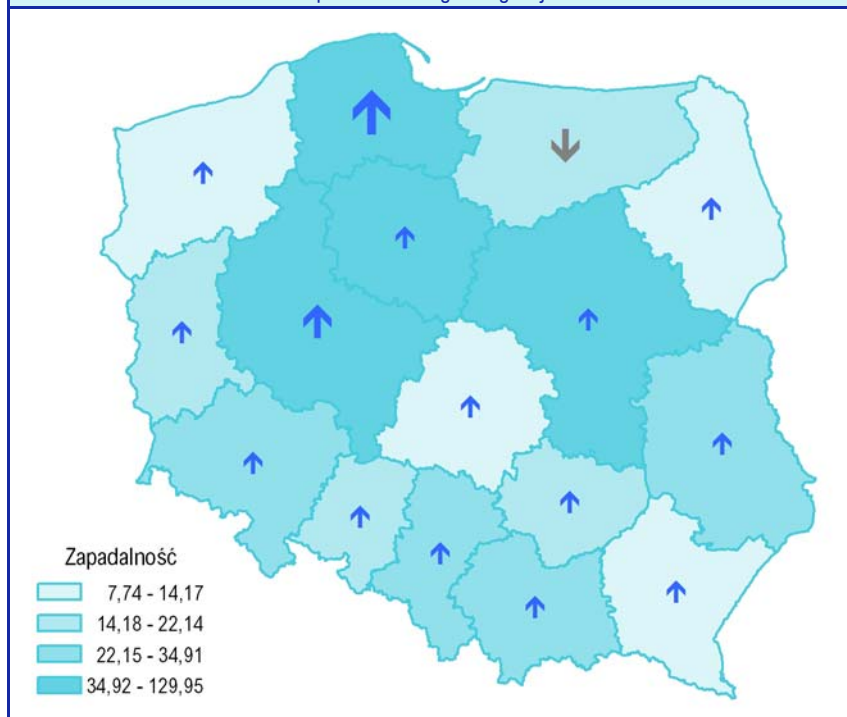 Zapadalność
7,74 - 14,17
14,18 - 22,14
22,15 - 34,91
34,92 - 129,95